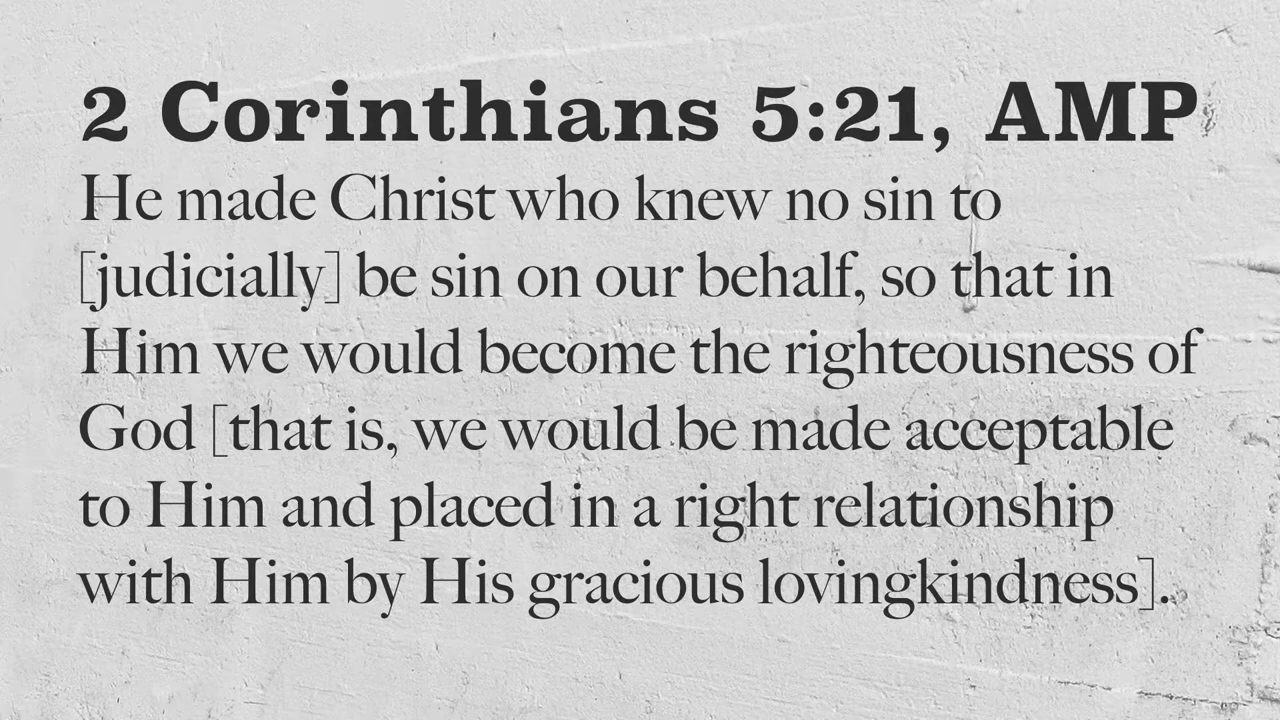 2 Corinthians 5:21, AMP
He made Christ who knew no sin to
[judicially] be sin on our behalf, so that in
Him we would become the righteousness of
God [that is, we would be made acceptable
to Him and placed in a right relationship
with Him by His gracious lovingkindness].